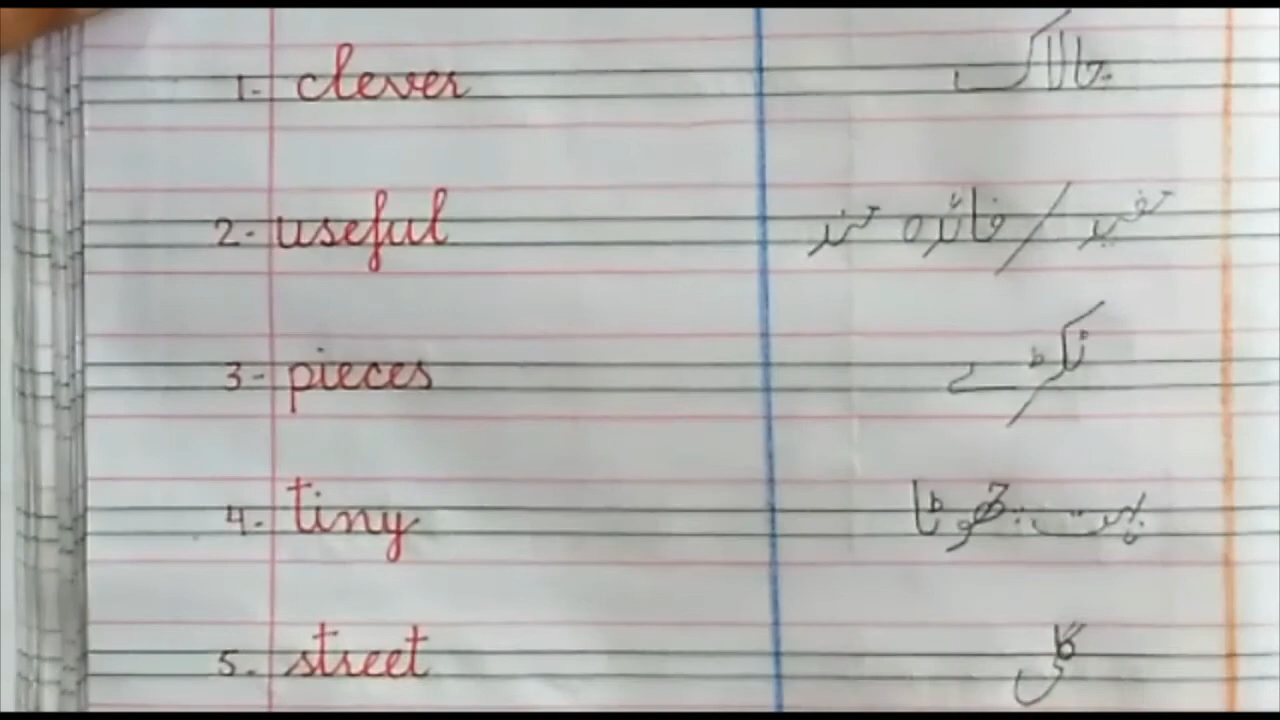 1- clever چالاک
2- useful مفید / فائدہ مند
3- pieces ٹکڑے
4- tiny بہت چھوٹا
5- street گلی